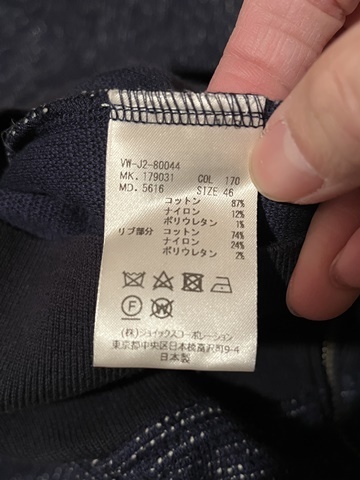 VW-J2-80044
MK. 179031 COL 170
MD. 5616 SIZE 46
コットン 87%
ナイロン 12%
ポリウレタン 1%
リブ部分 コットン 74%
ナイロン 24%
ポリウレタン 2%
F W
(株)ジョイックスコーポレーション
東京都中央区日本橋富沢町9-4
日本製